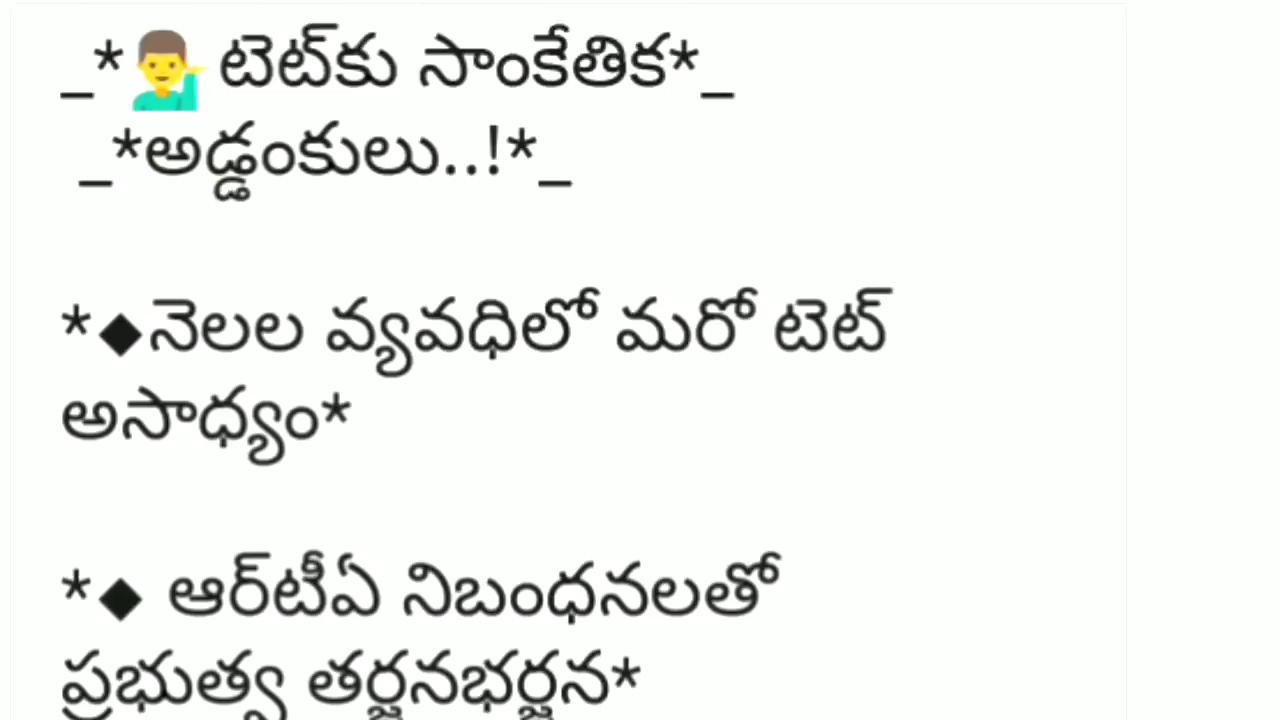 _*💁‍♂️ టెట్‌కు సాంకేతిక*_
_*అడ్డంకులు..!*_
*◆నెలల వ్యవధిలో మరో టెట్
అసాధ్యం*
*◆ ఆర్‌టీఏ నిబంధనలతో
ప్రభుత్వ తర్జనభర్జన*